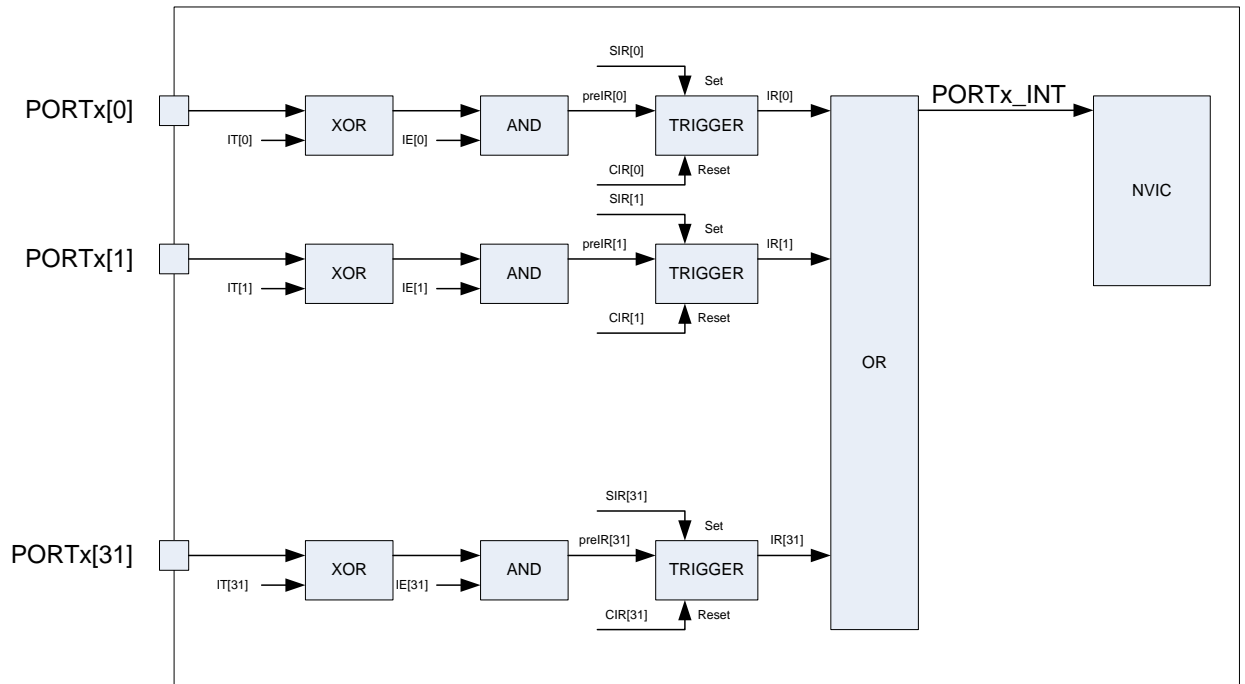 SIR[0]
Set
PORTx[0]
XOR
IT[0]
AND
IE[0]
preIR[0]
TRIGGER
IR[0]
CIR[0]
Reset
PORTx_INT
NVIC
SIR[1]
Set
PORTx[1]
XOR
IT[1]
AND
IE[1]
preIR[1]
TRIGGER
IR[1]
CIR[1]
Reset
OR
SIR[31]
Set
PORTx[31]
XOR
IT[31]
AND
IE[31]
preIR[31]
TRIGGER
IR[31]
CIR[31]
Reset